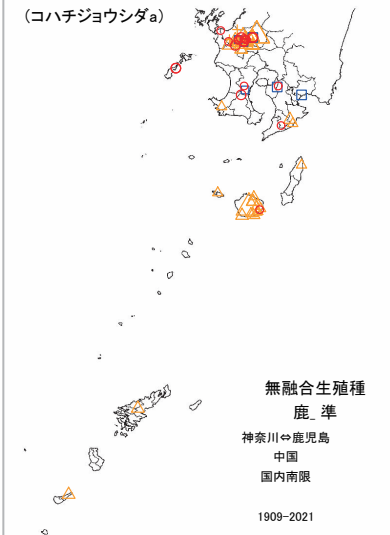 (コハチジョウシダa)
無融合生殖種
鹿_準
神奈川⇔鹿児島
中国
国内南限
1909-2021